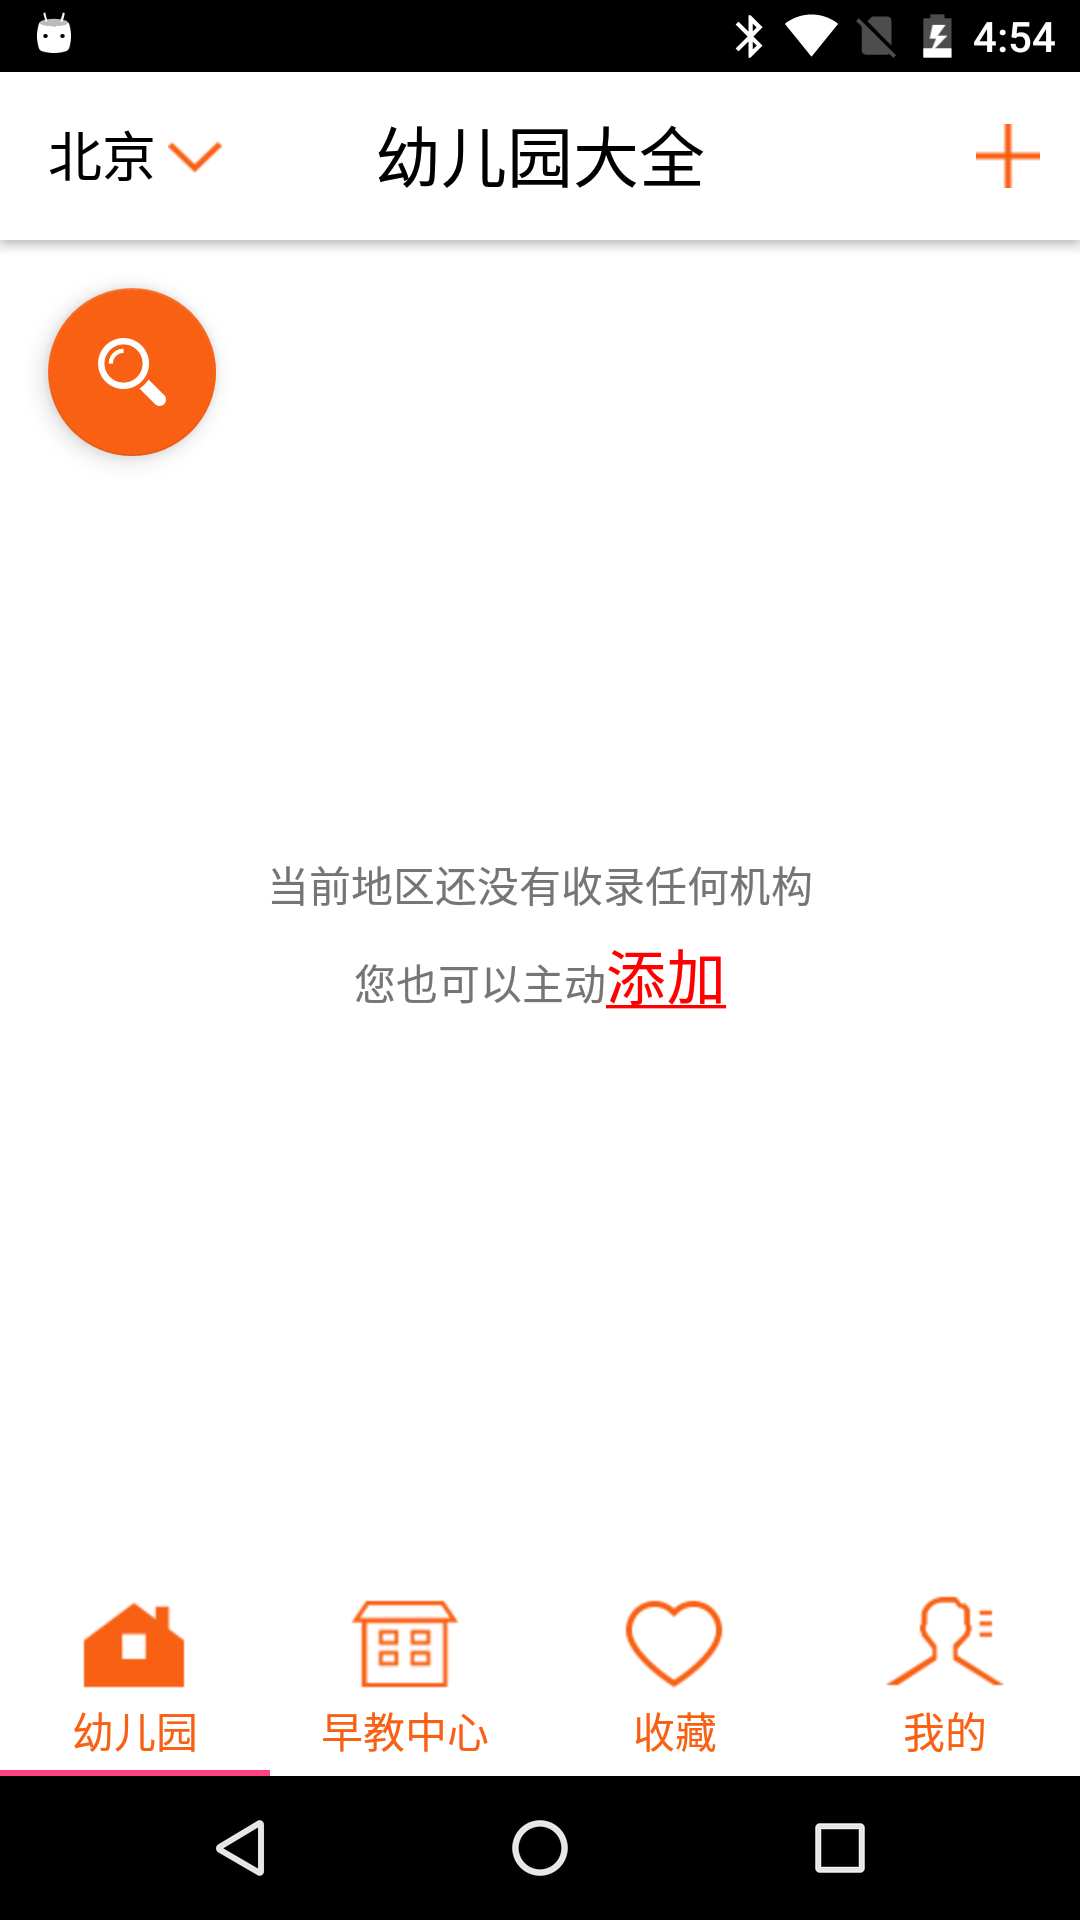 4:54
北京
幼儿园大全
当前地区还没有收录任何机构
您也可以主动添加
幼儿园
早教中心
收藏
我的